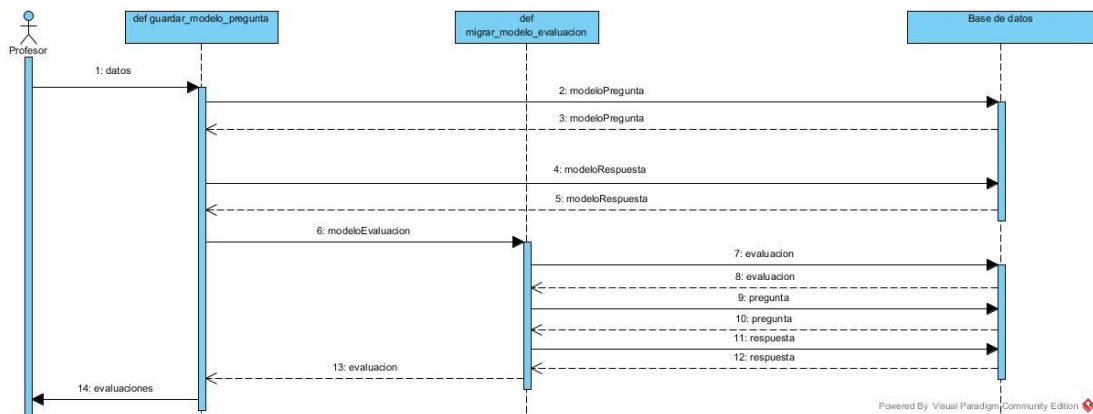 def guardar_modelo_pregunta
def
migrar_modelo_evaluacion
Base de datos
Profesor
1: datos
2: modeloPregunta
3: modeloPregunta
4: modeloRespuesta
5: modeloRespuesta
6: modeloEvaluacion
7: evaluacion
8: evaluacion
9: pregunta
10: pregunta
11: respuesta
12: respuesta
13: evaluacion
14: evaluaciones
Powered By Visual Paradigm Community Edition